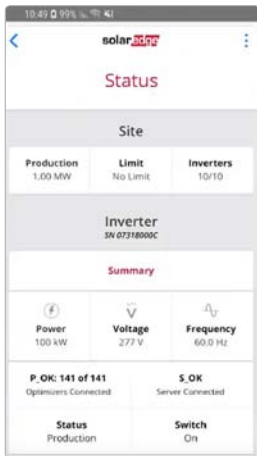 10:49 99%
solaredge
Status
Site
Production Limit Inverters
1.00 MW No Limit 10/10
Inverter
SN 07318000C
Summary
Power Voltage Frequency
100 kW 277 V 60.0 Hz
P_OK: 141 of 141 S_OK
Optimizers Connected Server Connected
Status Switch
Production On